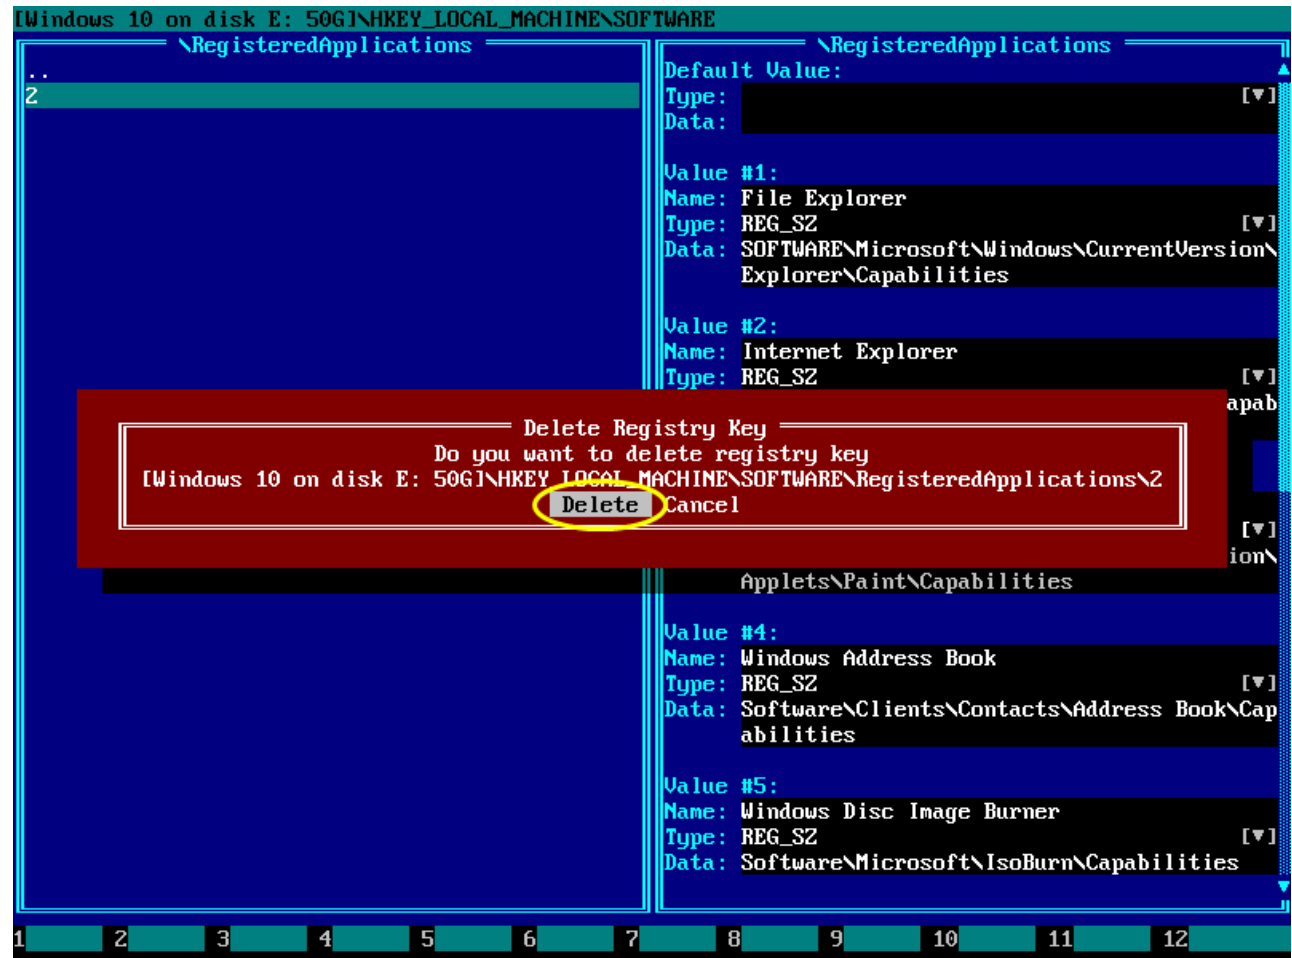 [Windows 10 on disk E: 50G]\HKEY_LOCAL_MACHINE\SOFTWARE
\RegisteredApplications
..
2
\RegisteredApplications
Default Value:
Type: [▼]
Data:
Value #1:
Name: File Explorer
Type: REG_SZ [▼]
Data: SOFTWARE\Microsoft\Windows\CurrentVersion\
Explorer\Capabilities
Value #2:
Name: Internet Explorer
Type: REG_SZ [▼]
apab
Delete Registry Key
Do you want to delete registry key
[Windows 10 on disk E: 50G]\HKEY_LOCAL_MACHINE\SOFTWARE\RegisteredApplications\2
Delete Cancel
[▼]
ion\
Applets\Paint\Capabilities
Value #4:
Name: Windows Address Book
Type: REG_SZ [▼]
Data: Software\Clients\Contacts\Address Book\Cap
abilities
Value #5:
Name: Windows Disc Image Burner
Type: REG_SZ [▼]
Data: Software\Microsoft\IsoBurn\Capabilities
1 2 3 4 5 6 7 8 9 10 11 12